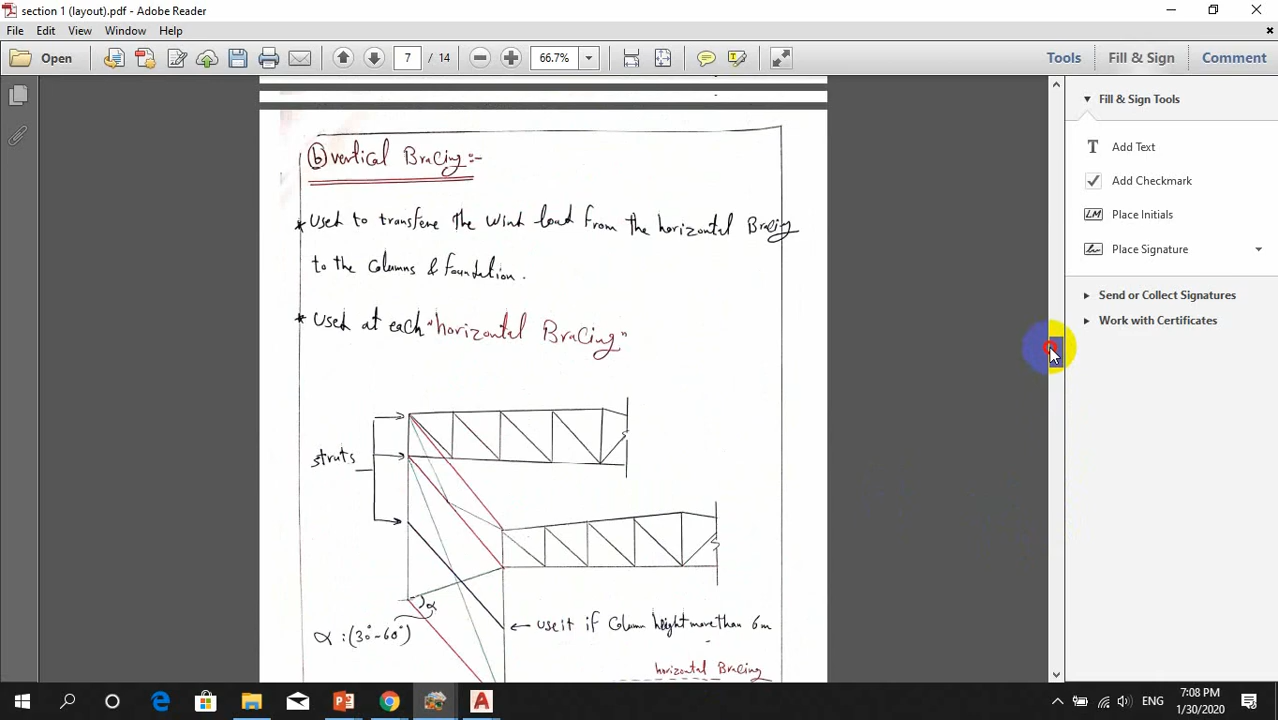 section 1 (layout).pdf - Adobe Reader
File Edit View Window Help
Open 7 / 14 66.7% Tools Fill & Sign Comment
Fill & Sign Tools
Add Text
Add Checkmark
Place Initials
Place Signature
Send or Collect Signatures
Work with Certificates
ⓑ vertical Bracing:-
* Used to transfere the wind load from the horizontal Bracing
to the Columns & foundation.
* Used at each "horizontal Bracing"
struts
α
α : (30°-60°)
← use it if Column height more than 6m
horizontal Bracing
ENG
7:08 PM
1/30/2020